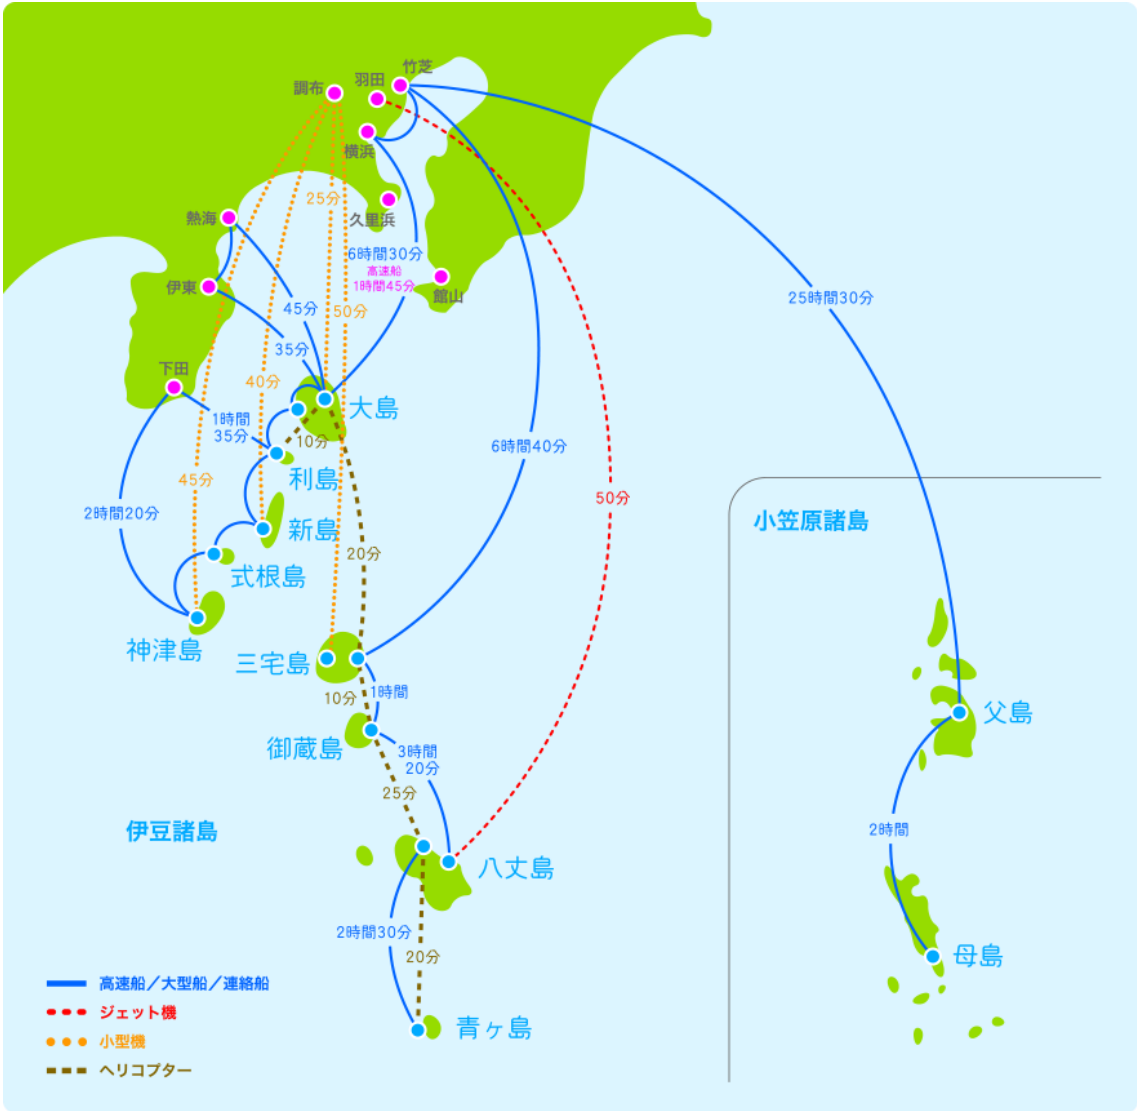 竹芝
羽田
調布
横浜
25分
久里浜
熱海
6時間30分
高速船
1時間45分
伊東
館山
25時間30分
45分
50分
35分
下田
40分
大島
1時間
35分
10分
6時間40分
利島
45分
50分
2時間20分
小笠原諸島
新島
20分
式根島
神津島
三宅島
1時間
10分
父島
御蔵島
3時間
20分
25分
伊豆諸島
2時間
八丈島
2時間30分
20分
母島
高速船／大型船／連絡船
ジェット機
青ヶ島
小型機
ヘリコプター